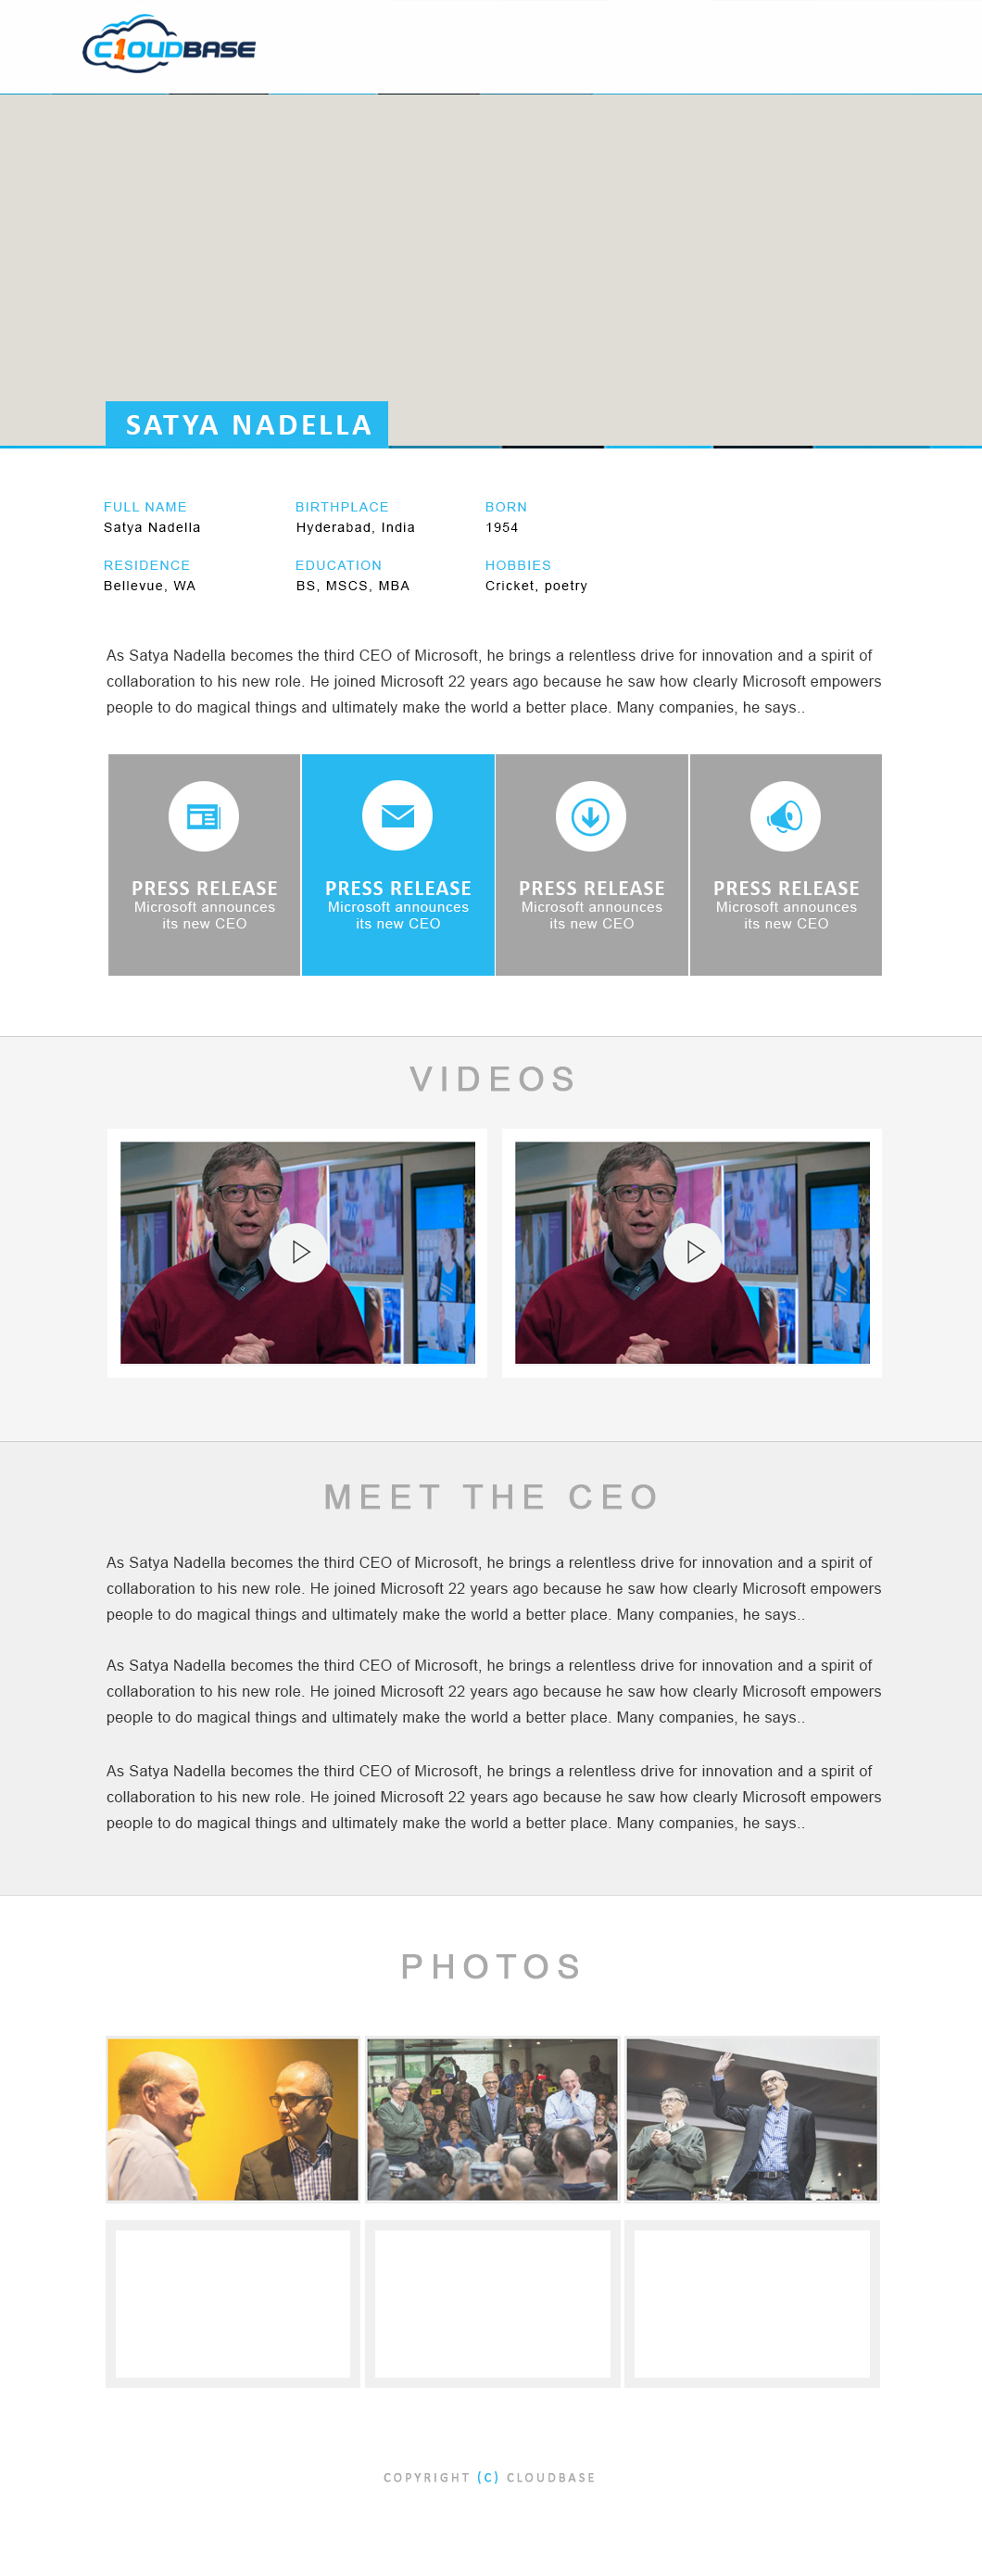 C1OUDBASE
SATYA NADELLA
FULL NAME
Satya Nadella
BIRTHPLACE
Hyderabad, India
BORN
1954
RESIDENCE
Bellevue, WA
EDUCATION
BS, MSCS, MBA
HOBBIES
Cricket, poetry
As Satya Nadella becomes the third CEO of Microsoft, he brings a relentless drive for innovation and a spirit of
collaboration to his new role. He joined Microsoft 22 years ago because he saw how clearly Microsoft empowers
people to do magical things and ultimately make the world a better place. Many companies, he says..
PRESS RELEASE
Microsoft announces
its new CEO
PRESS RELEASE
Microsoft announces
its new CEO
PRESS RELEASE
Microsoft announces
its new CEO
PRESS RELEASE
Microsoft announces
its new CEO
VIDEOS
MEET THE CEO
As Satya Nadella becomes the third CEO of Microsoft, he brings a relentless drive for innovation and a spirit of
collaboration to his new role. He joined Microsoft 22 years ago because he saw how clearly Microsoft empowers
people to do magical things and ultimately make the world a better place. Many companies, he says..
As Satya Nadella becomes the third CEO of Microsoft, he brings a relentless drive for innovation and a spirit of
collaboration to his new role. He joined Microsoft 22 years ago because he saw how clearly Microsoft empowers
people to do magical things and ultimately make the world a better place. Many companies, he says..
As Satya Nadella becomes the third CEO of Microsoft, he brings a relentless drive for innovation and a spirit of
collaboration to his new role. He joined Microsoft 22 years ago because he saw how clearly Microsoft empowers
people to do magical things and ultimately make the world a better place. Many companies, he says..
PHOTOS
COPYRIGHT (C) CLOUDBASE